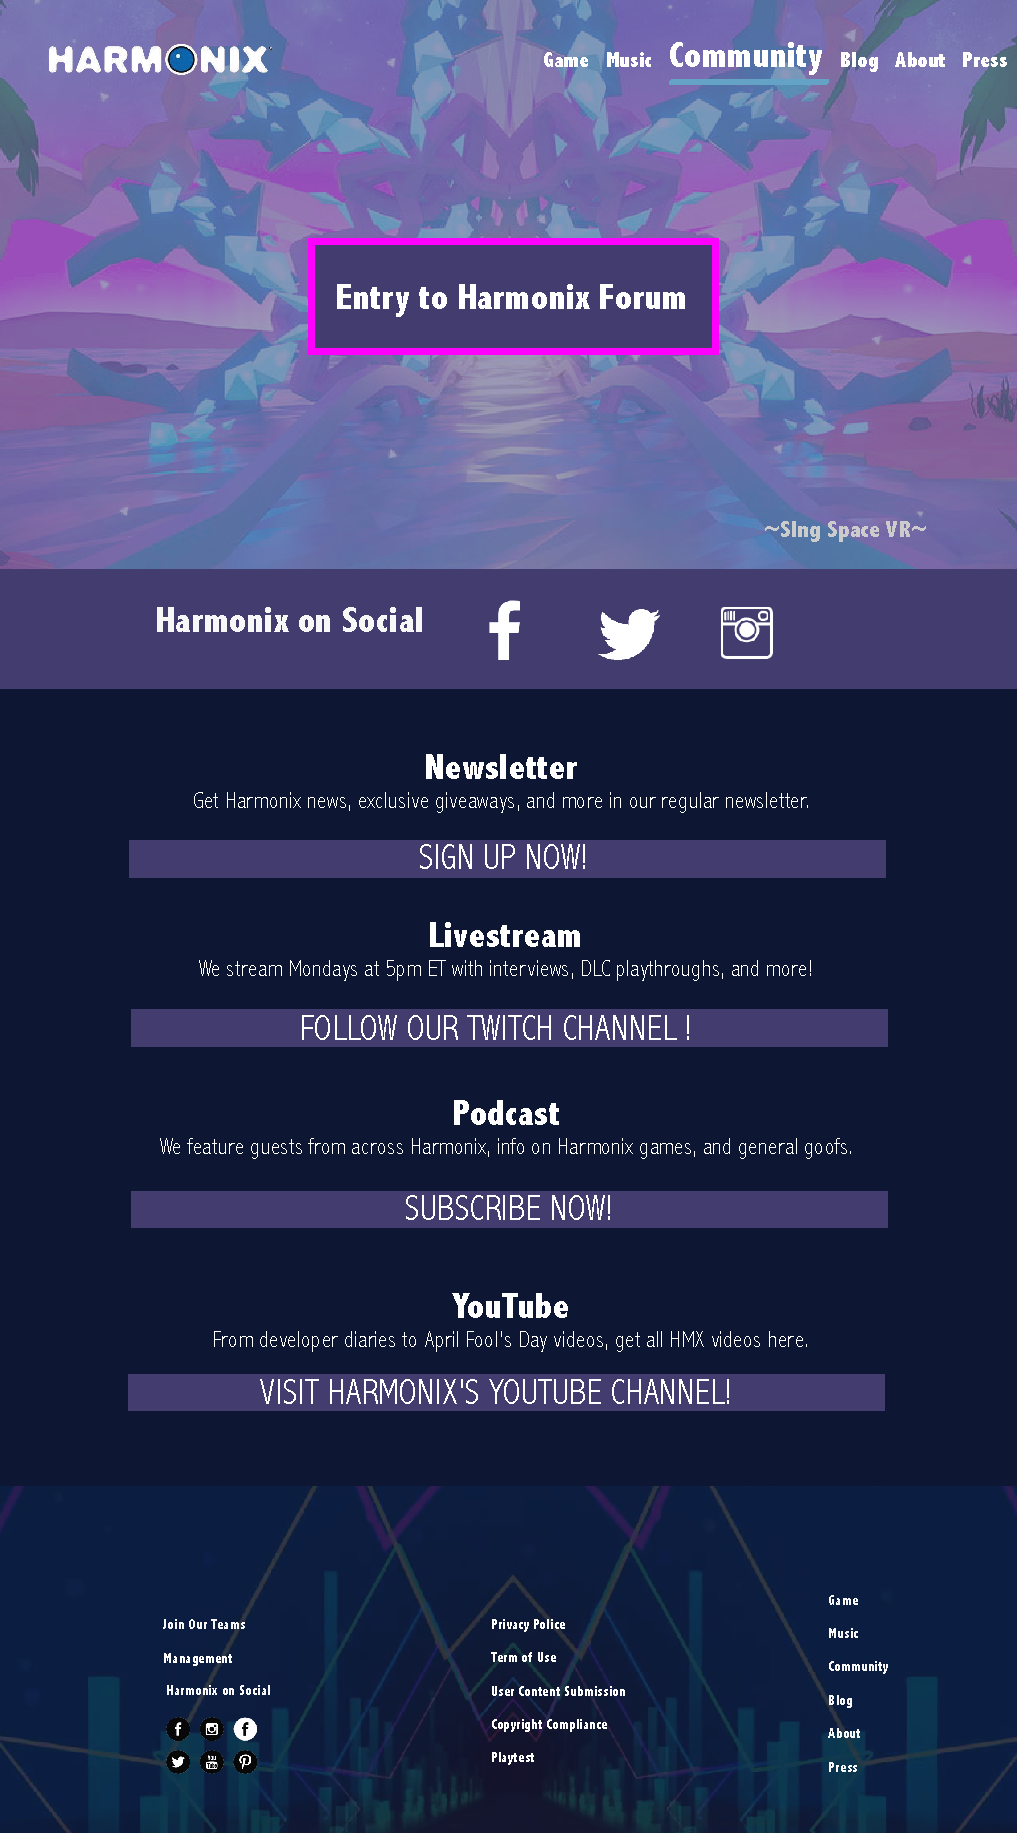 HARMONIX
Game Music Community Blog About Press
Entry to Harmonix Forum
~SIng Space VR~
Harmonix on Social
Newsletter
Get Harmonix news, exclusive giveaways, and more in our regular newsletter.
SIGN UP NOW!
Livestream
We stream Mondays at 5pm ET with interviews, DLC playthroughs, and more!
FOLLOW OUR TWITCH CHANNEL !
Podcast
We feature guests from across Harmonix, info on Harmonix games, and general goofs.
SUBSCRIBE NOW!
YouTube
From developer diaries to April Fool's Day videos, get all HMX videos here.
VISIT HARMONIX'S YOUTUBE CHANNEL!
Join Our Teams
Management
Harmonix on Social
You Tube
Privacy Police
Term of Use
User Content Submission
Copyright Compliance
Playtest
Game
Music
Community
Blog
About
Press